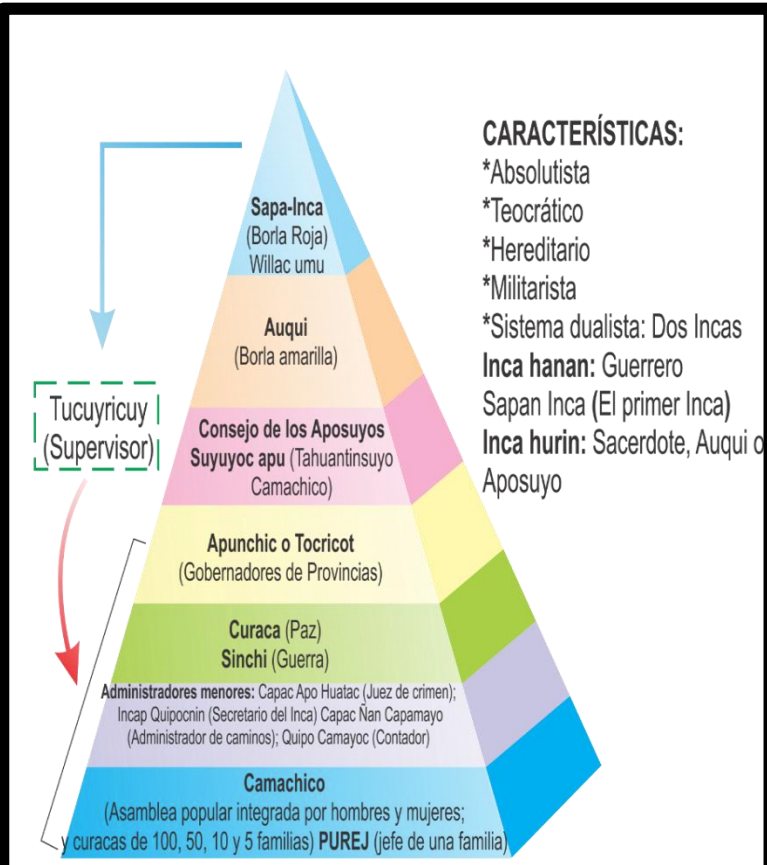 Sapa-Inca
(Borla Roja)
Willac umu
Auqui
(Borla amarilla)
Consejo de los Aposuyos
Suyuyoc apu (Tahuantinsuyo
Camachico)
Apunchic o Tocricot
(Gobernadores de Provincias)
Curaca (Paz)
Sinchi (Guerra)
Administradores menores: Capac Apo Huatac (Juez de crimen);
Incap Quipocnin (Secretario del Inca) Capac Ñan Capamayo
(Administrador de caminos); Quipo Camayoc (Contador)
Camachico
(Asamblea popular integrada por hombres y mujeres;
y curacas de 100, 50, 10 y 5 familias) PUREJ (jefe de una familia)
Tucuyricuy
(Supervisor)
CARACTERÍSTICAS:
*Absolutista
*Teocrático
*Hereditario
*Militarista
*Sistema dualista: Dos Incas
Inca hanan: Guerrero
Sapan Inca (El primer Inca)
Inca hurin: Sacerdote, Auqui o
Aposuyo